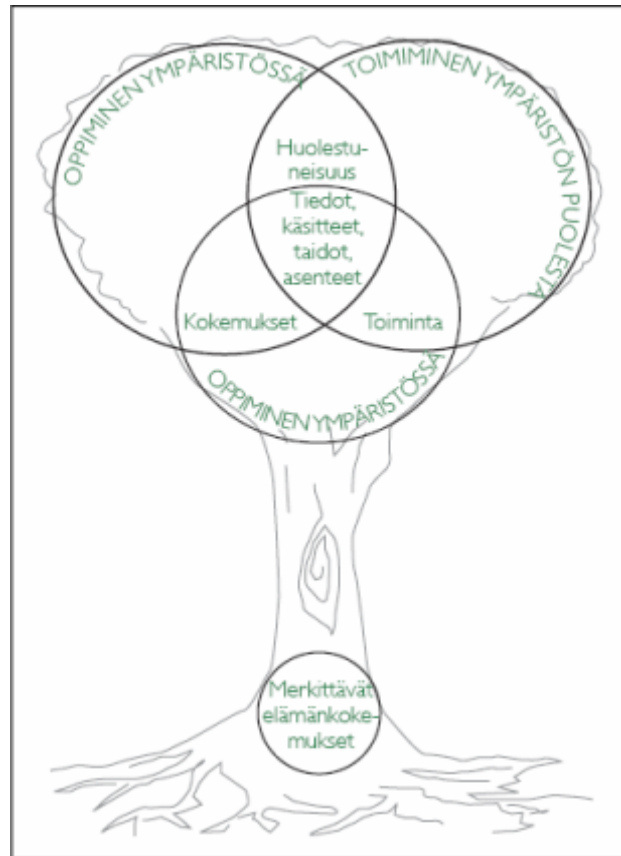 OPPIMINEN YMPÄRISTÖSSÄ
TOIMIMINEN YMPÄRISTÖN PUOLESTA
Huolestu-
neisuus
Tiedot,
käsitteet,
taidot,
asenteet
Kokemukset
Toiminta
OPPIMINEN YMPÄRISTÖSSÄ
Merkittävät
elämänkoke-
mukset